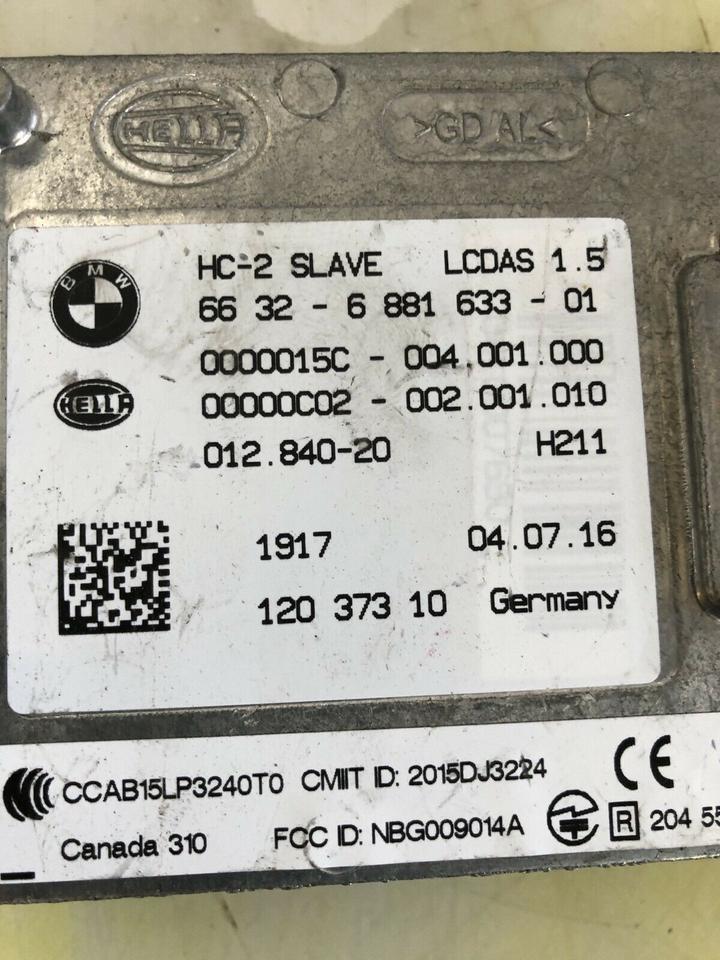 HELLA >GD AL<
BMW HC-2 SLAVE LCDAS 1.5
66 32 - 6 881 633 - 01
0000015C - 004.001.000
HELLA 00000C02 - 002.001.010
012.840-20 H211
1917 04.07.16
120 373 10 Germany
CCAB15LP3240T0 CMIIT ID: 2015DJ3224 CE
Canada 310 FCC ID: NBG009014A R 204 55